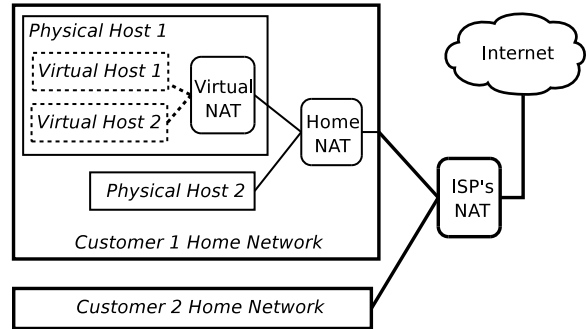 Physical Host 1
Virtual Host 1
Virtual Host 2
Virtual
NAT
Home
NAT
Physical Host 2
Customer 1 Home Network
Internet
ISP's
NAT
Customer 2 Home Network